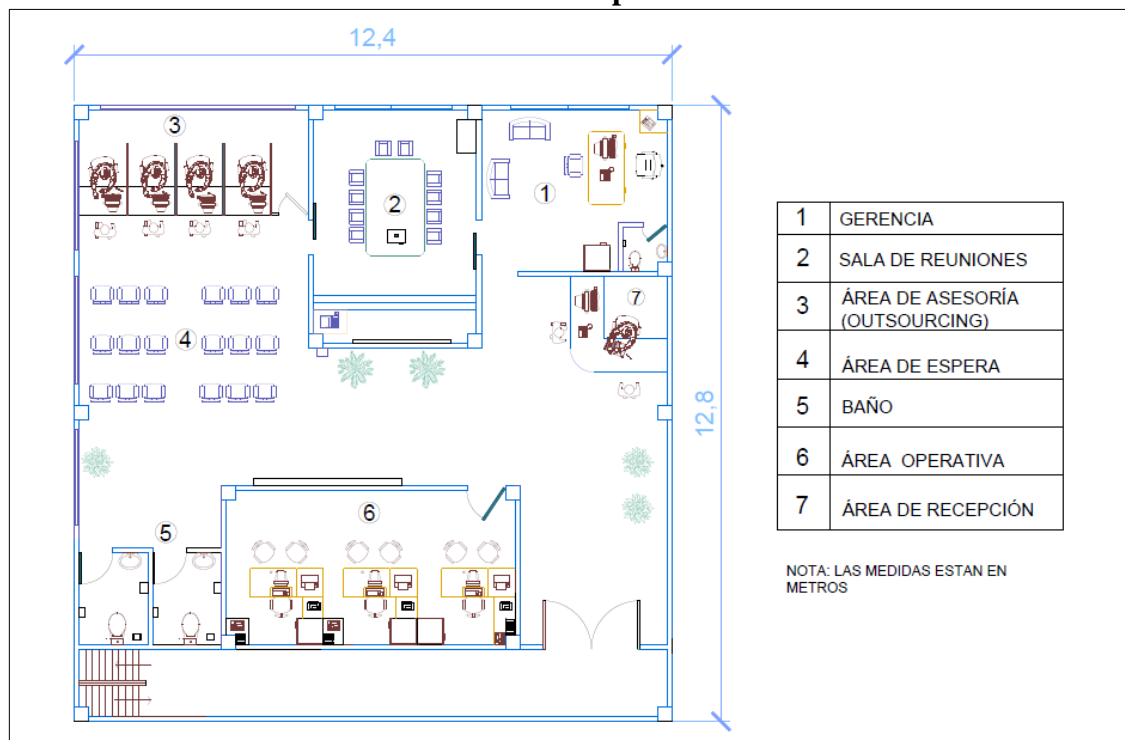 12,4
12,8
3
2
1
7
4
6
5
1 GERENCIA
2 SALA DE REUNIONES
3 ÁREA DE ASESORÍA
(OUTSOURCING)
4 ÁREA DE ESPERA
5 BAÑO
6 ÁREA OPERATIVA
7 ÁREA DE RECEPCIÓN
NOTA: LAS MEDIDAS ESTAN EN
METROS